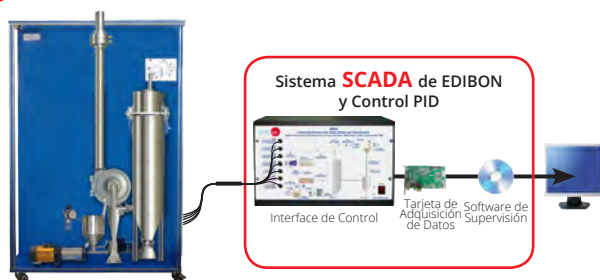 Sistema SCADA de EDIBON
y Control PID
Interface de Control
Tarjeta de
Adquisición
de Datos
Software de
Supervisión